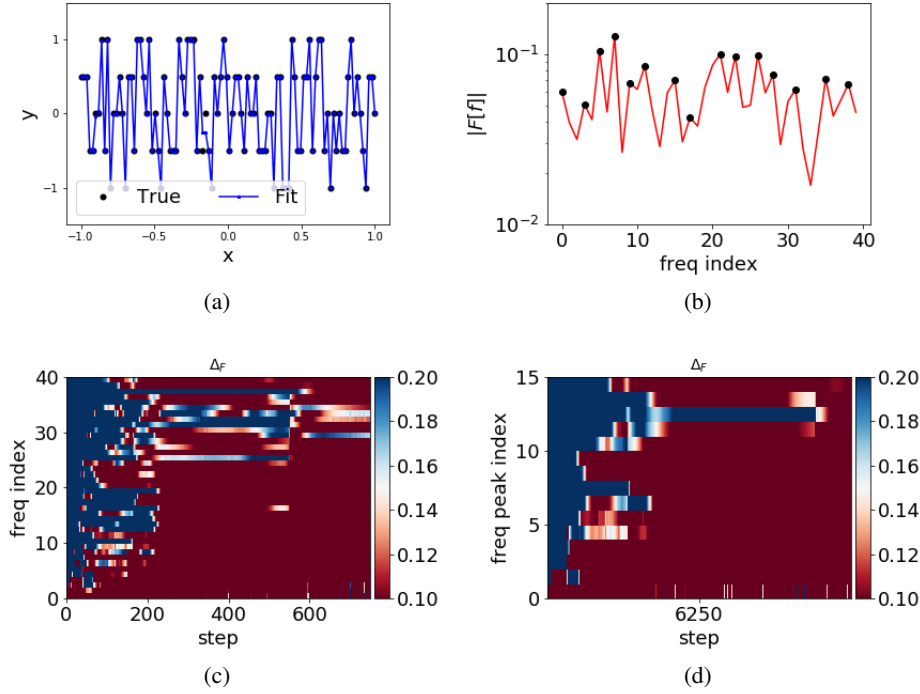 y
1
0
−1
True
Fit
−1.0
−0.5
0.0
0.5
1.0
x
(a)
|F[f]|
10⁻¹
10⁻²
0
10
20
30
40
freq index
(b)
Δ_F
freq index
40
30
20
10
0
0
200
400
600
step
0.20
0.18
0.16
0.14
0.12
0.10
(c)
Δ_F
freq peak index
15
10
5
0
6250
step
0.20
0.18
0.16
0.14
0.12
0.10
(d)